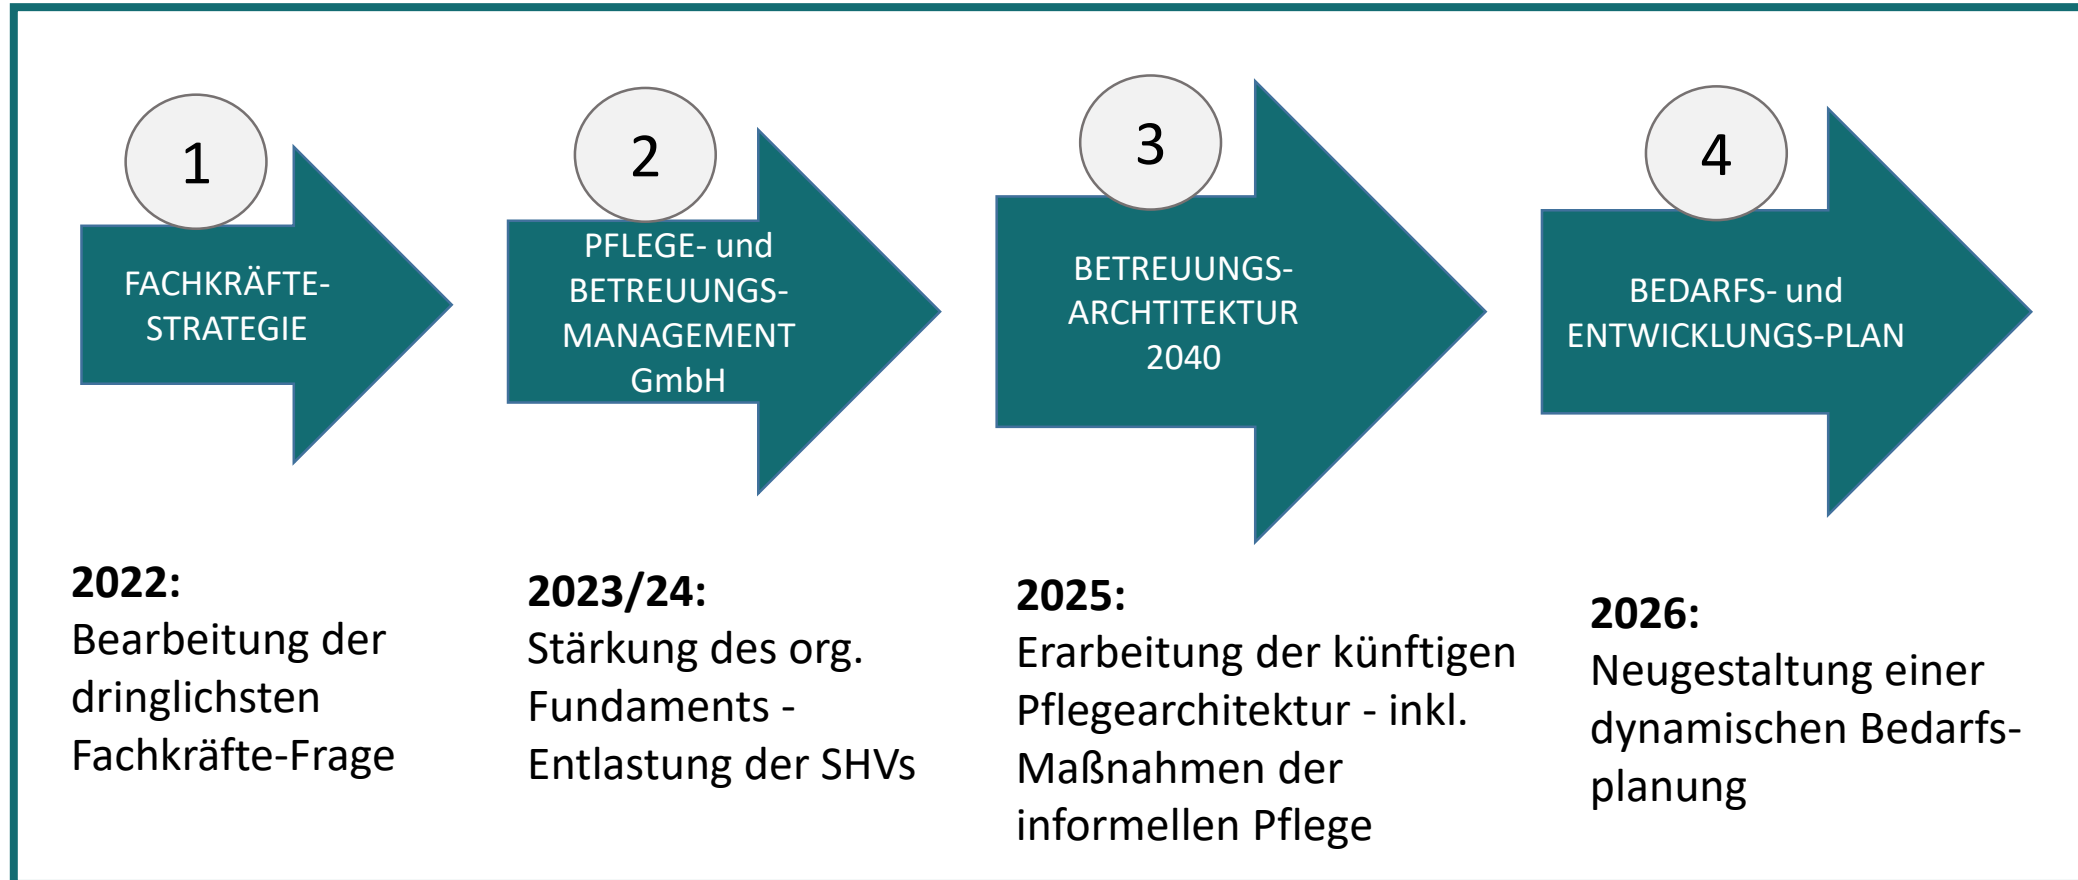 1
FACHKRÄFTE-
STRATEGIE
2022:
Bearbeitung der
dringlichsten
Fachkräfte-Frage
2
PFLEGE- und
BETREUUNGS-
MANAGEMENT
GmbH
2023/24:
Stärkung des org.
Fundaments -
Entlastung der SHVs
3
BETREUUNGS-
ARCHTITEKTUR
2040
2025:
Erarbeitung der künftigen
Pflegearchitektur - inkl.
Maßnahmen der
informellen Pflege
4
BEDARFS- und
ENTWICKLUNGS-PLAN
2026:
Neugestaltung einer
dynamischen Bedarfs-
planung